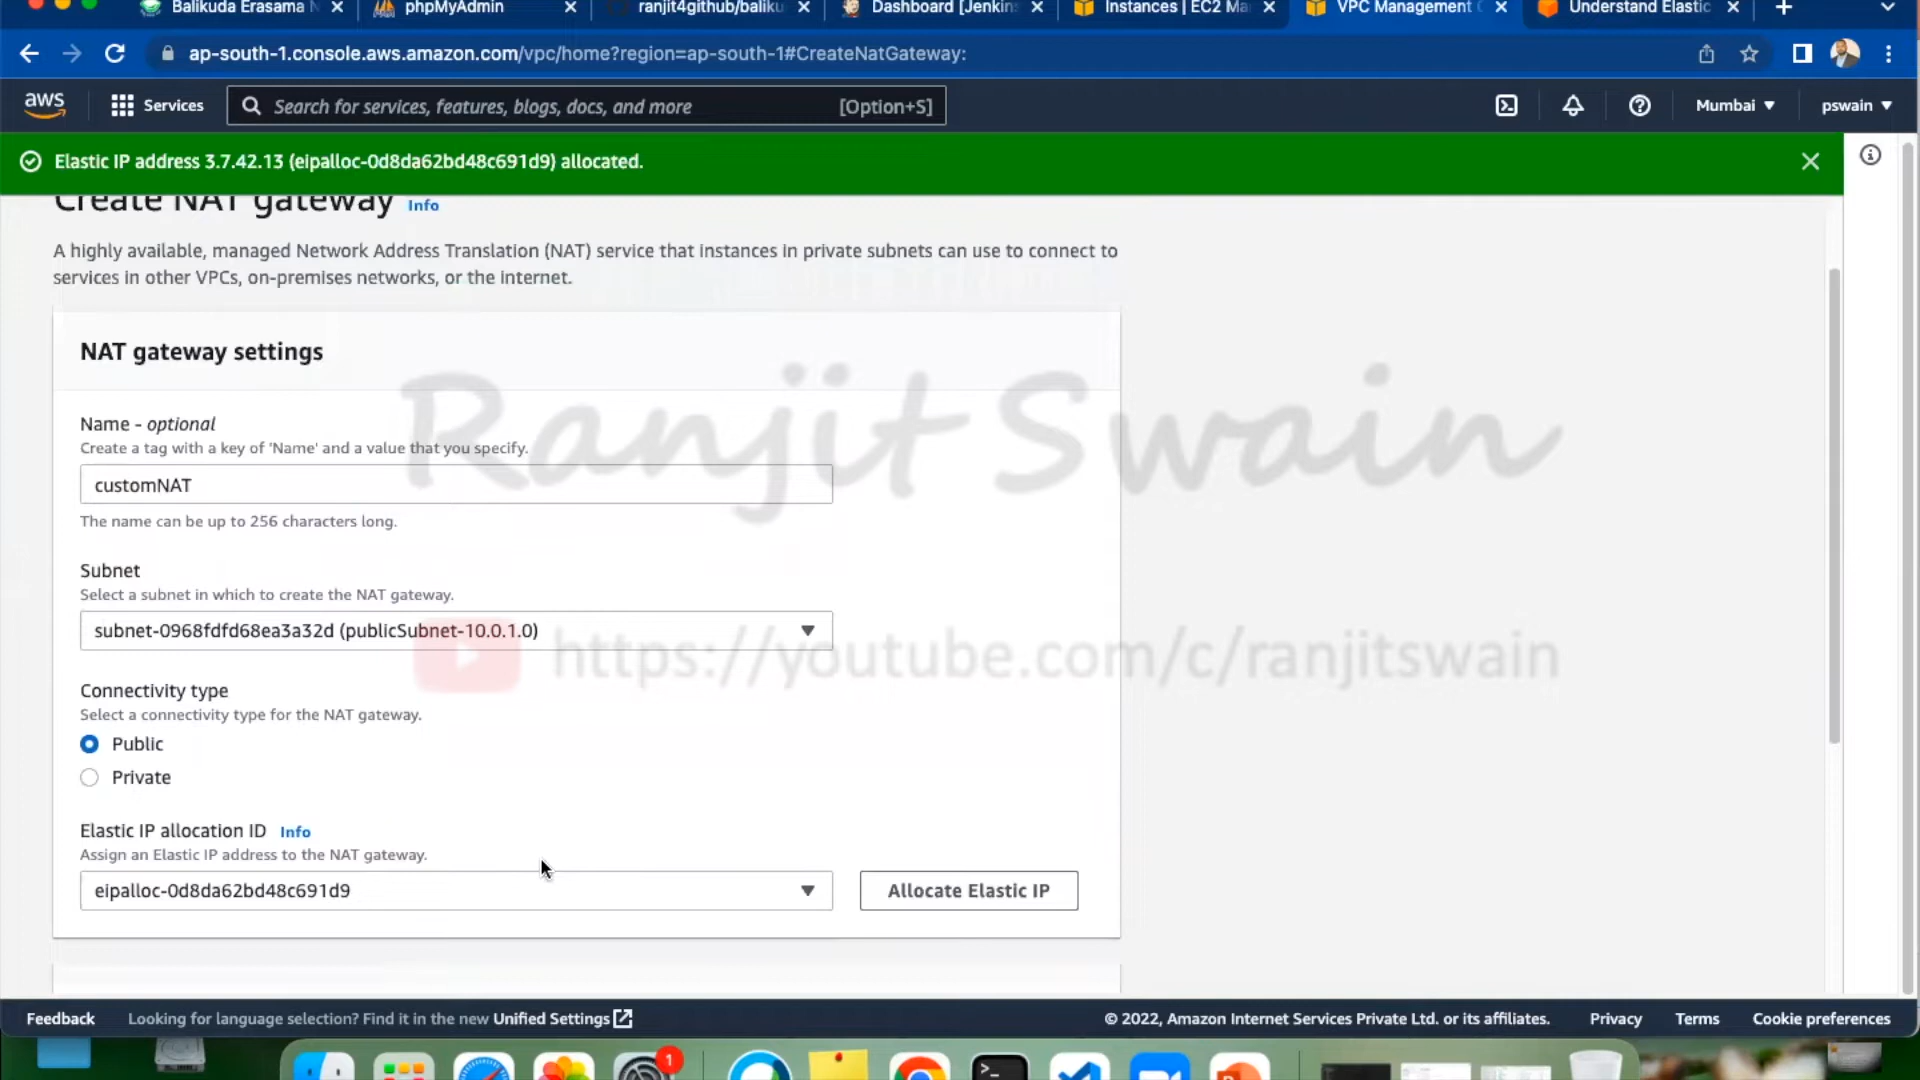 Balikuda Erasama N
phpMyAdmin
ranjit4github/baliku
Dashboard [Jenkins
Instances | EC2 Ma
VPC Management C
Understand Elastic
ap-south-1.console.aws.amazon.com/vpc/home?region=ap-south-1#CreateNatGateway:
aws
Services
Search for services, features, blogs, docs, and more
[Option+S]
Mumbai
pswain
Elastic IP address 3.7.42.13 (eipalloc-0d8da62bd48c691d9) allocated.
Create NAT gateway Info
A highly available, managed Network Address Translation (NAT) service that instances in private subnets can use to connect to
services in other VPCs, on-premises networks, or the internet.
NAT gateway settings
Ranjit Swain
Name - optional
Create a tag with a key of 'Name' and a value that you specify.
customNAT
The name can be up to 256 characters long.
Subnet
Select a subnet in which to create the NAT gateway.
subnet-0968fdfd68ea3a32d (publicSubnet-10.0.1.0)
https://youtube.com/c/ranjitswain
Connectivity type
Select a connectivity type for the NAT gateway.
Public
Private
Elastic IP allocation ID Info
Assign an Elastic IP address to the NAT gateway.
eipalloc-0d8da62bd48c691d9
Allocate Elastic IP
Feedback
Looking for language selection? Find it in the new Unified Settings
© 2022, Amazon Internet Services Private Ltd. or its affiliates.
Privacy
Terms
Cookie preferences
1